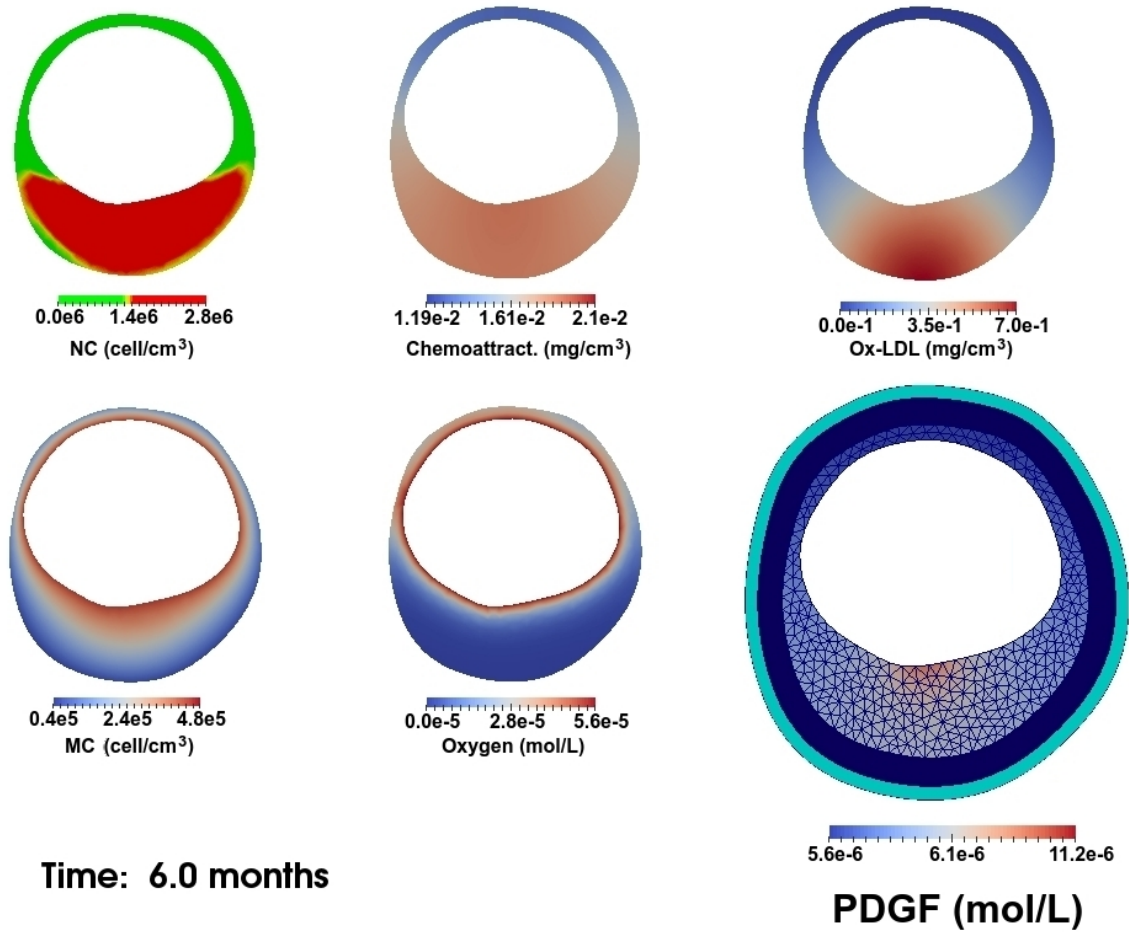 0.0e6 1.4e6 2.8e6
NC (cell/cm³)
1.19e-2 1.61e-2 2.1e-2
Chemoattract. (mg/cm³)
0.0e-1 3.5e-1 7.0e-1
Ox-LDL (mg/cm³)
0.4e5 2.4e5 4.8e5
MC (cell/cm³)
0.0e-5 2.8e-5 5.6e-5
Oxygen (mol/L)
5.6e-6 6.1e-6 11.2e-6
PDGF (mol/L)
Time: 6.0 months